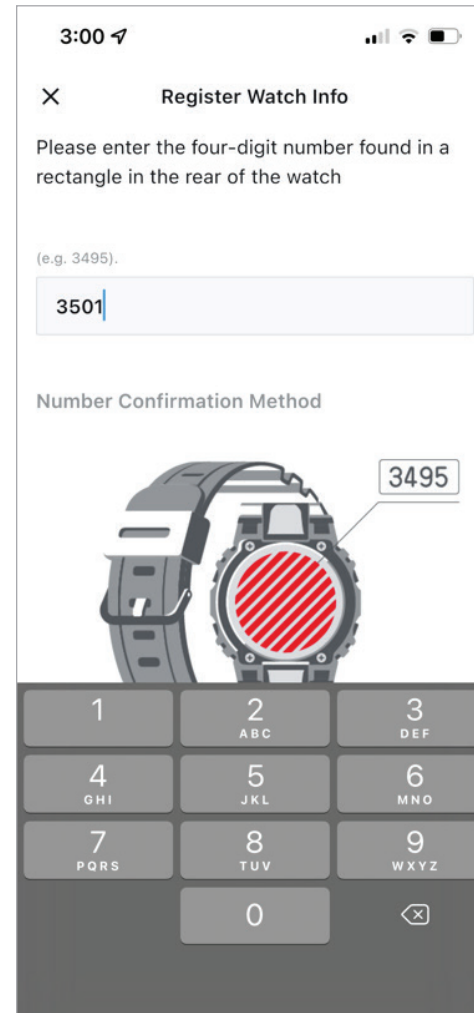 3:00
Register Watch Info
Please enter the four-digit number found in a
rectangle in the rear of the watch
(e.g. 3495).
3501
Number Confirmation Method
3495
1
2
ABC
3
DEF
4
GHI
5
JKL
6
MNO
7
PQRS
8
TUV
9
WXYZ
0